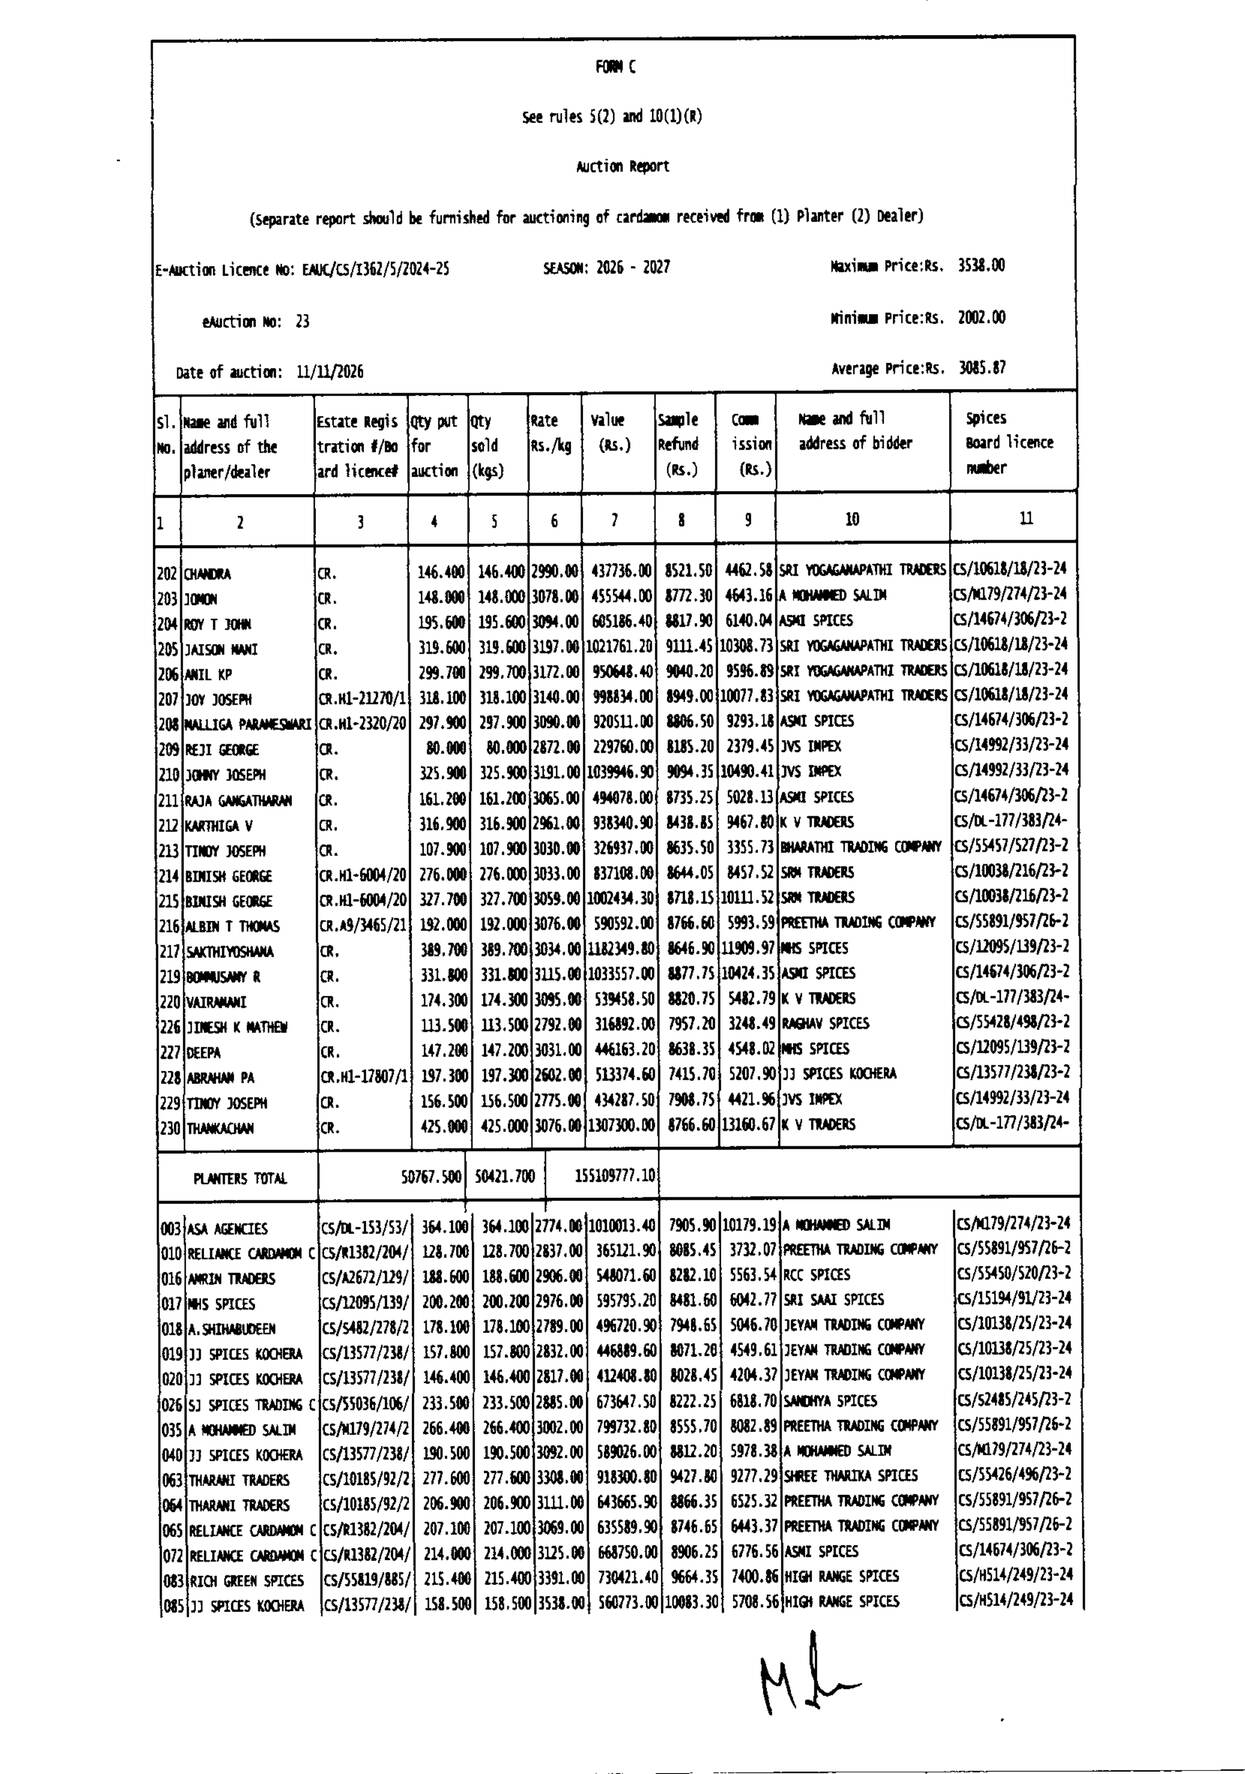 FORM C
See rules 5(2) and 10(1)(R)
Auction Report
(Separate report should be furnished for auctioning of cardamom received from (1) Planter (2) Dealer)
E-Auction Licence No: EAUC/CS/I362/5/2024-25 SEASON: 2026 - 2027 Maximum Price:Rs. 3538.00
eAuction No: 23 Minimum Price:Rs. 2002.00
Date of auction: 11/11/2026 Average Price:Rs. 3085.87
Sl. Name and full Estate Regis Qty put Qty Rate Value Sample Comm Name and full Spices
No. address of the tration #/Bo for sold Rs./kg (Rs.) Refund ission address of bidder Board licence
planer/dealer ard licence# auction (kgs) (Rs.) (Rs.) number
1 2 3 4 5 6 7 8 9 10 11
202 CHANDRA CR. 146.400 146.400 2990.00 437736.00 8521.50 4462.58 SRI YOGAGANAPATHI TRADERS CS/10618/18/23-24
203 JOMON CR. 148.000 148.000 3078.00 455544.00 8772.30 4643.16 A MOHAMMED SALIM CS/M179/274/23-24
204 ROY T JOHN CR. 195.600 195.600 3094.00 605186.40 8817.90 6140.04 ASMI SPICES CS/14674/306/23-2
205 JAISON MANI CR. 319.600 319.600 3197.00 1021761.20 9111.45 10308.73 SRI YOGAGANAPATHI TRADERS CS/10618/18/23-24
206 ANIL KP CR. 299.700 299.700 3172.00 950648.40 9040.20 9596.89 SRI YOGAGANAPATHI TRADERS CS/10618/18/23-24
207 JOY JOSEPH CR.H1-21270/1 318.100 318.100 3140.00 998834.00 8949.00 10077.83 SRI YOGAGANAPATHI TRADERS CS/10618/18/23-24
208 MALLIGA PARAMESWARI CR.H1-2320/20 297.900 297.900 3090.00 920511.00 8806.50 9293.18 ASMI SPICES CS/14674/306/23-2
209 REJI GEORGE CR. 80.000 80.000 2872.00 229760.00 8185.20 2379.45 JVS IMPEX CS/14992/33/23-24
210 JOHNY JOSEPH CR. 325.900 325.900 3191.00 1039946.90 9094.35 10490.41 JVS IMPEX CS/14992/33/23-24
211 RAJA GANGATHARAN CR. 161.200 161.200 3065.00 494078.00 8735.25 5028.13 ASMI SPICES CS/14674/306/23-2
212 KARTHIGA V CR. 316.900 316.900 2961.00 938340.90 8438.85 9467.80 K V TRADERS CS/DL-177/383/24-
213 TINOY JOSEPH CR. 107.900 107.900 3030.00 326937.00 8635.50 3355.73 BHARATHI TRADING COMPANY CS/55457/527/23-2
214 BINISH GEORGE CR.H1-6004/20 276.000 276.000 3033.00 837108.00 8644.05 8457.52 SRM TRADERS CS/10038/216/23-2
215 BINISH GEORGE CR.H1-6004/20 327.700 327.700 3059.00 1002434.30 8718.15 10111.52 SRM TRADERS CS/10038/216/23-2
216 ALBIN T THOMAS CR.A9/3465/21 192.000 192.000 3076.00 590592.00 8766.60 5993.59 PREETHA TRADING COMPANY CS/55891/957/26-2
217 SAKTHIYOSHANA CR. 389.700 389.700 3034.00 1182349.80 8646.90 11909.97 MHS SPICES CS/12095/139/23-2
219 BOMMUSAMY R CR. 331.800 331.800 3115.00 1033557.00 8877.75 10424.35 ASMI SPICES CS/14674/306/23-2
220 VAIRAMANI CR. 174.300 174.300 3095.00 539458.50 8820.75 5482.79 K V TRADERS CS/DL-177/383/24-
226 JINESH K MATHEW CR. 113.500 113.500 2792.00 316892.00 7957.20 3248.49 RAGHAV SPICES CS/55428/498/23-2
227 DEEPA CR. 147.200 147.200 3031.00 446163.20 8638.35 4548.02 MHS SPICES CS/12095/139/23-2
228 ABRAHAM PA CR.H1-17807/1 197.300 197.300 2602.00 513374.60 7415.70 5207.90 JJ SPICES KOCHERA CS/13577/238/23-2
229 TINOY JOSEPH CR. 156.500 156.500 2775.00 434287.50 7908.75 4421.96 JVS IMPEX CS/14992/33/23-24
230 THANKACHAN CR. 425.000 425.000 3076.00 1307300.00 8766.60 13160.67 K V TRADERS CS/DL-177/383/24-
PLANTERS TOTAL 50767.500 50421.700 155109777.10
003 ASA AGENCIES CS/DL-153/53/ 364.100 364.100 2774.00 1010013.40 7905.90 10179.19 A MOHAMMED SALIM CS/M179/274/23-24
010 RELIANCE CARDAMOM C CS/R1382/204/ 128.700 128.700 2837.00 365121.90 8085.45 3732.07 PREETHA TRADING COMPANY CS/55891/957/26-2
016 AMRIN TRADERS CS/A2672/129/ 188.600 188.600 2906.00 548071.60 8282.10 5563.54 RCC SPICES CS/55450/520/23-2
017 MHS SPICES CS/12095/139/ 200.200 200.200 2976.00 595795.20 8481.60 6042.77 SRI SAAI SPICES CS/15194/91/23-24
018 A.SHIHABUDEEN CS/S482/278/2 178.100 178.100 2789.00 496720.90 7948.65 5046.70 JEYAM TRADING COMPANY CS/10138/25/23-24
019 JJ SPICES KOCHERA CS/13577/238/ 157.800 157.800 2832.00 446889.60 8071.20 4549.61 JEYAM TRADING COMPANY CS/10138/25/23-24
020 JJ SPICES KOCHERA CS/13577/238/ 146.400 146.400 2817.00 412408.80 8028.45 4204.37 JEYAM TRADING COMPANY CS/10138/25/23-24
026 SJ SPICES TRADING C CS/55036/106/ 233.500 233.500 2885.00 673647.50 8222.25 6818.70 SANDHYA SPICES CS/S2485/245/23-2
035 A MOHAMMED SALIM CS/M179/274/2 266.400 266.400 3002.00 799732.80 8555.70 8082.89 PREETHA TRADING COMPANY CS/55891/957/26-2
040 JJ SPICES KOCHERA CS/13577/238/ 190.500 190.500 3092.00 589026.00 8812.20 5978.38 A MOHAMMED SALIM CS/M179/274/23-24
063 THARANI TRADERS CS/10185/92/2 277.600 277.600 3308.00 918300.80 9427.80 9277.29 SHREE THARIKA SPICES CS/55426/496/23-2
064 THARANI TRADERS CS/10185/92/2 206.900 206.900 3111.00 643665.90 8866.35 6525.32 PREETHA TRADING COMPANY CS/55891/957/26-2
065 RELIANCE CARDAMOM C CS/R1382/204/ 207.100 207.100 3069.00 635589.90 8746.65 6443.37 PREETHA TRADING COMPANY CS/55891/957/26-2
072 RELIANCE CARDAMOM C CS/R1382/204/ 214.000 214.000 3125.00 668750.00 8906.25 6776.56 ASMI SPICES CS/14674/306/23-2
083 RICH GREEN SPICES CS/55819/885/ 215.400 215.400 3391.00 730421.40 9664.35 7400.86 HIGH RANGE SPICES CS/H514/249/23-24
085 JJ SPICES KOCHERA CS/13577/238/ 158.500 158.500 3538.00 560773.00 10083.30 5708.56 HIGH RANGE SPICES CS/H514/249/23-24